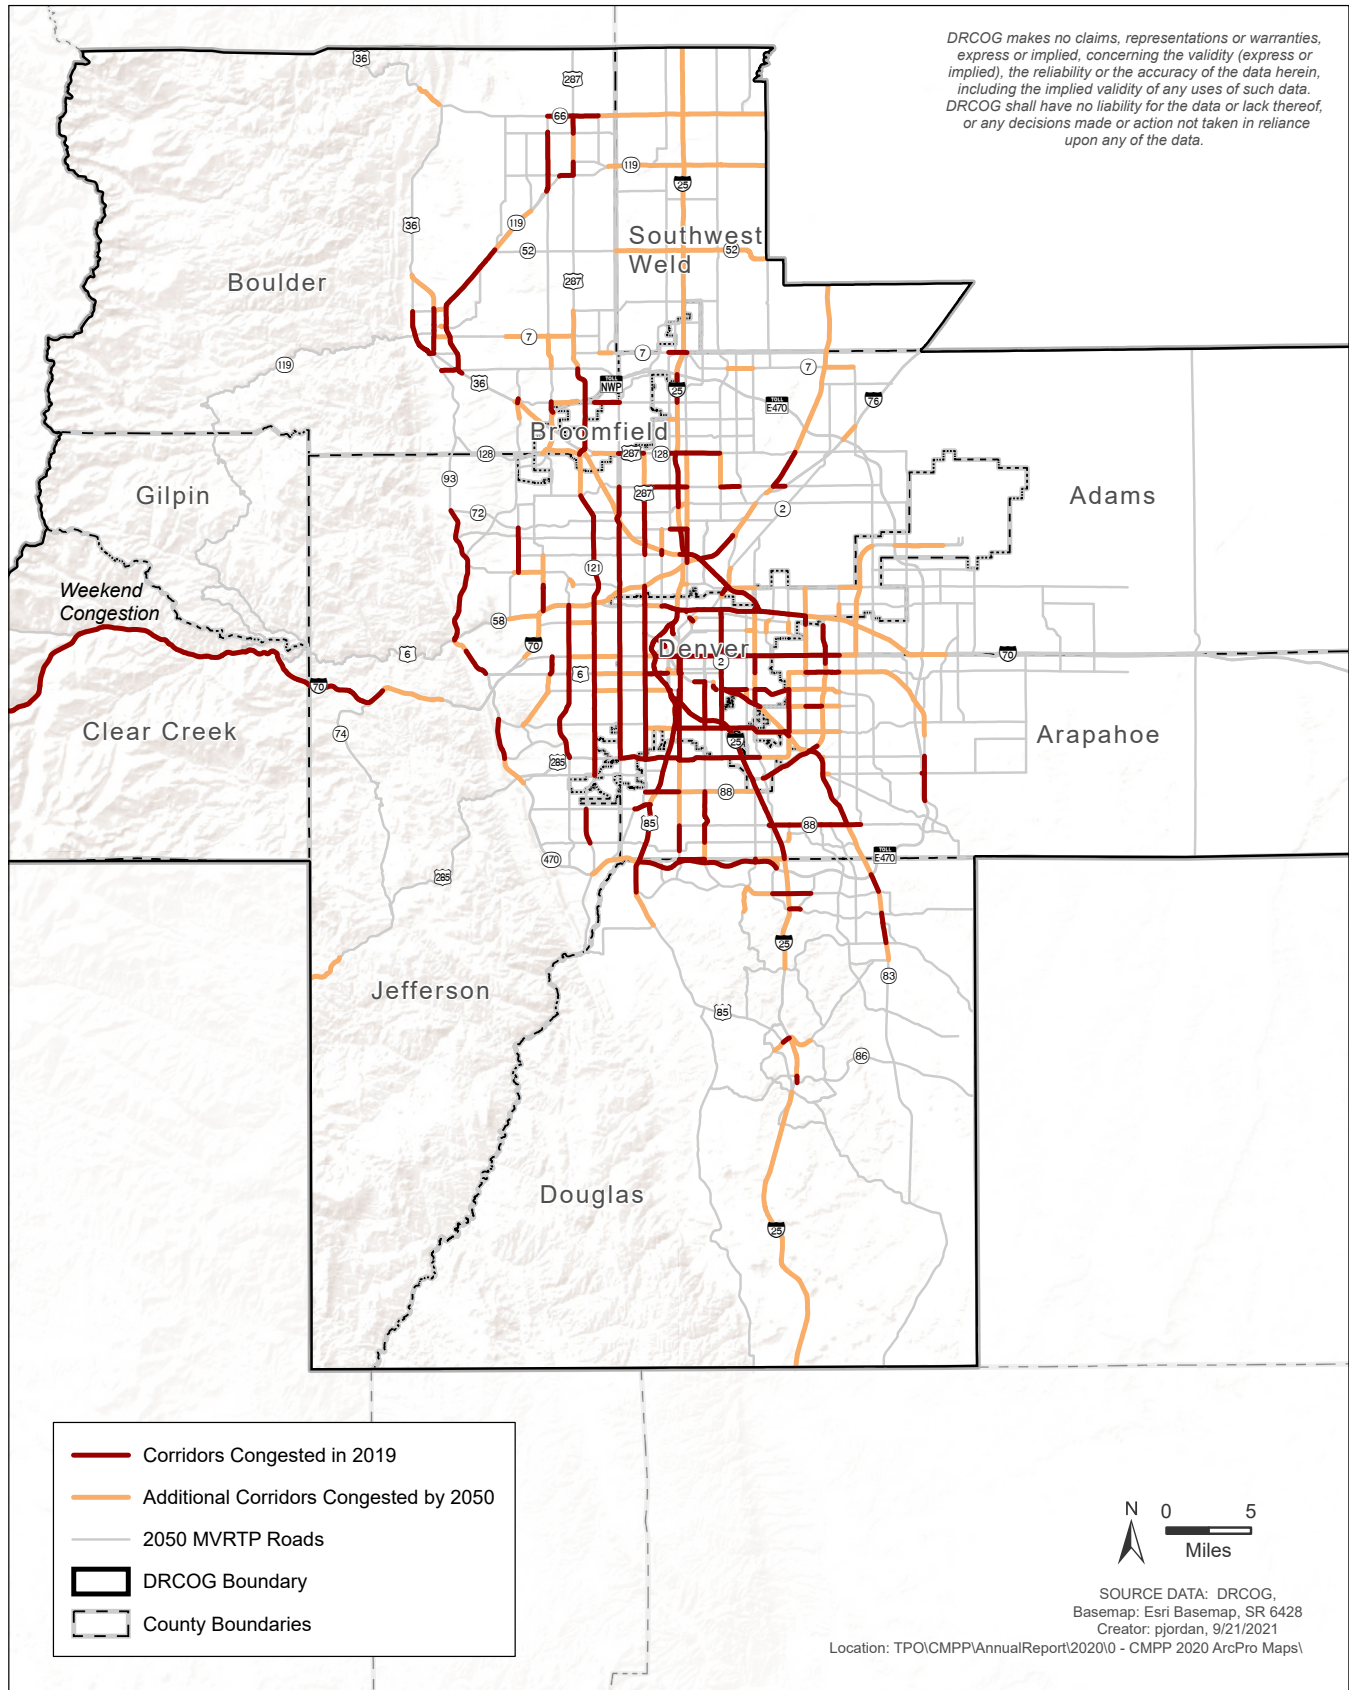 DRCOG makes no claims, representations or warranties,
express or implied, concerning the validity (express or
implied), the reliability or the accuracy of the data herein,
including the implied validity of any uses of such data.
DRCOG shall have no liability for the data or lack thereof,
or any decisions made or action not taken in reliance
upon any of the data.
36
287
66
119
25
36
119
52
Southwest
Weld
52
Boulder
287
7
7
119
36
TOLL
NWP
25
7
TOLL
E470
76
Broomfield
128
287
128
93
Gilpin
287
Adams
72
2
121
Weekend
Congestion
58
70
Denver
6
2
70
6
70
Clear Creek
74
25
Arapahoe
285
88
85
88
470
TOLL
E470
285
25
83
Jefferson
85
86
Douglas
25
Corridors Congested in 2019
Additional Corridors Congested by 2050
2050 MVRTP Roads
DRCOG Boundary
County Boundaries
N
0 5
Miles
SOURCE DATA: DRCOG,
Basemap: Esri Basemap, SR 6428
Creator: pjordan, 9/21/2021
Location: TPO\CMPP\AnnualReport\2020\0 - CMPP 2020 ArcPro Maps\